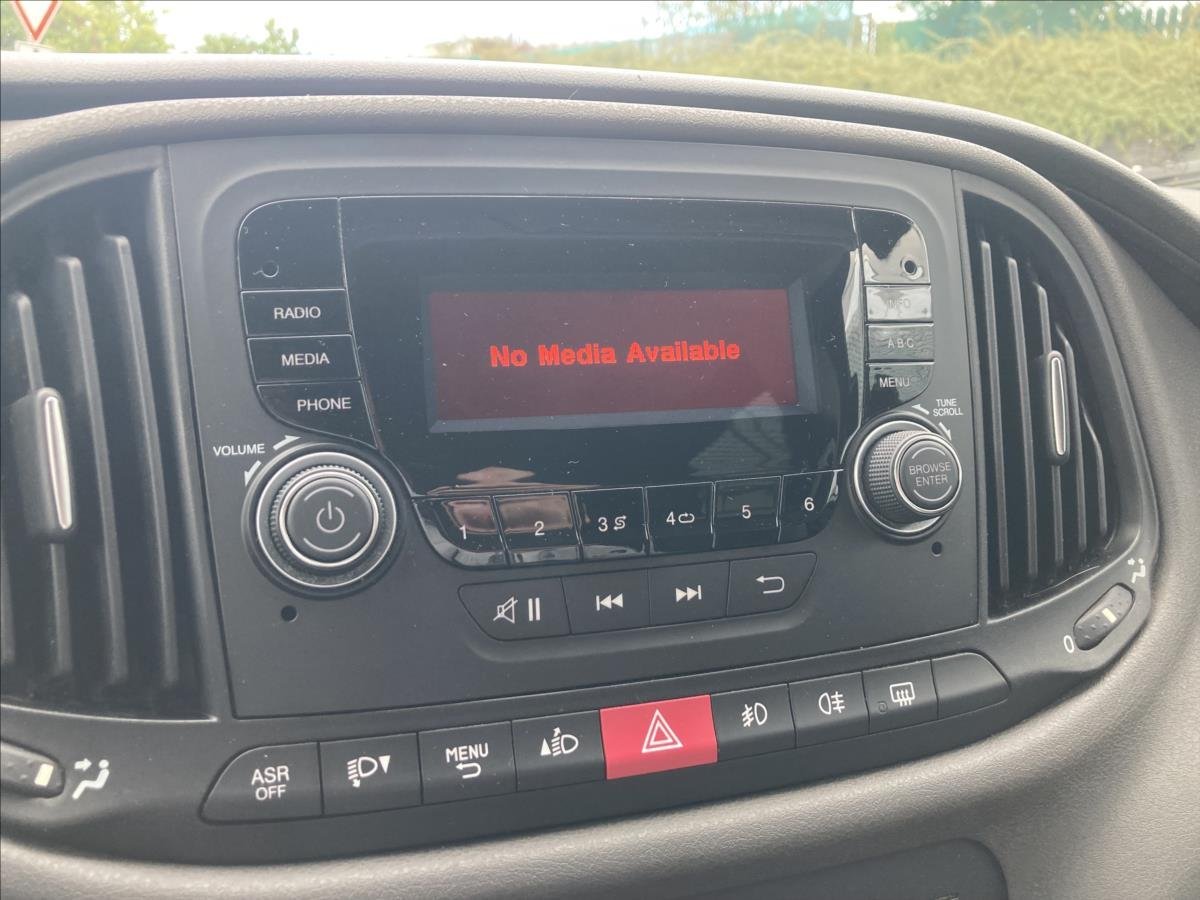 RADIO
MEDIA
PHONE
VOLUME
No Media Available
INFO
A B C
MENU
TUNE
SCROLL
BROWSE
ENTER
1
2
3
4
5
6
0
ASR
OFF
MENU